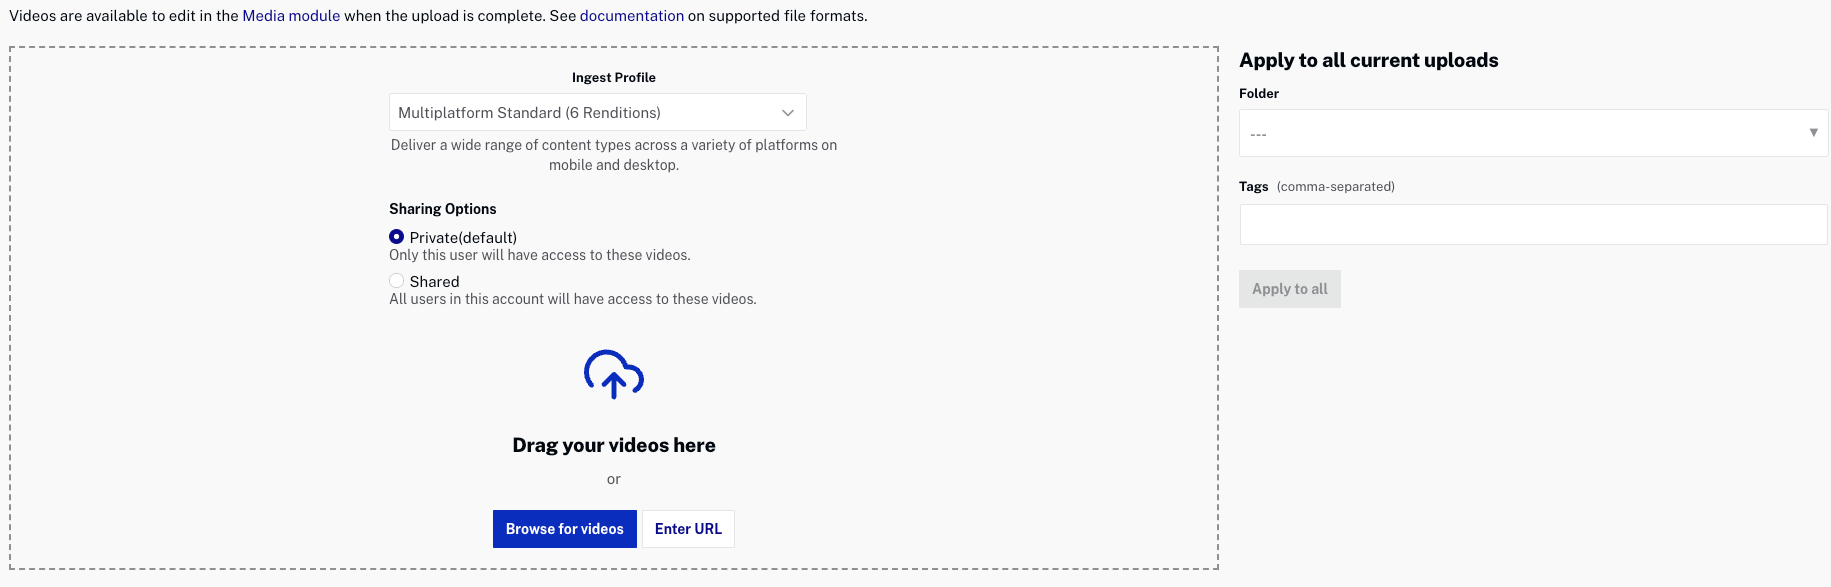 Videos are available to edit in the Media module when the upload is complete. See documentation on supported file formats.
Ingest Profile
Multiplatform Standard (6 Renditions)
Deliver a wide range of content types across a variety of platforms on
mobile and desktop.
Sharing Options
Private(default)
Only this user will have access to these videos.
Shared
All users in this account will have access to these videos.
Drag your videos here
or
Browse for videos
Enter URL
Apply to all current uploads
Folder
---
Tags (comma-separated)
Apply to all